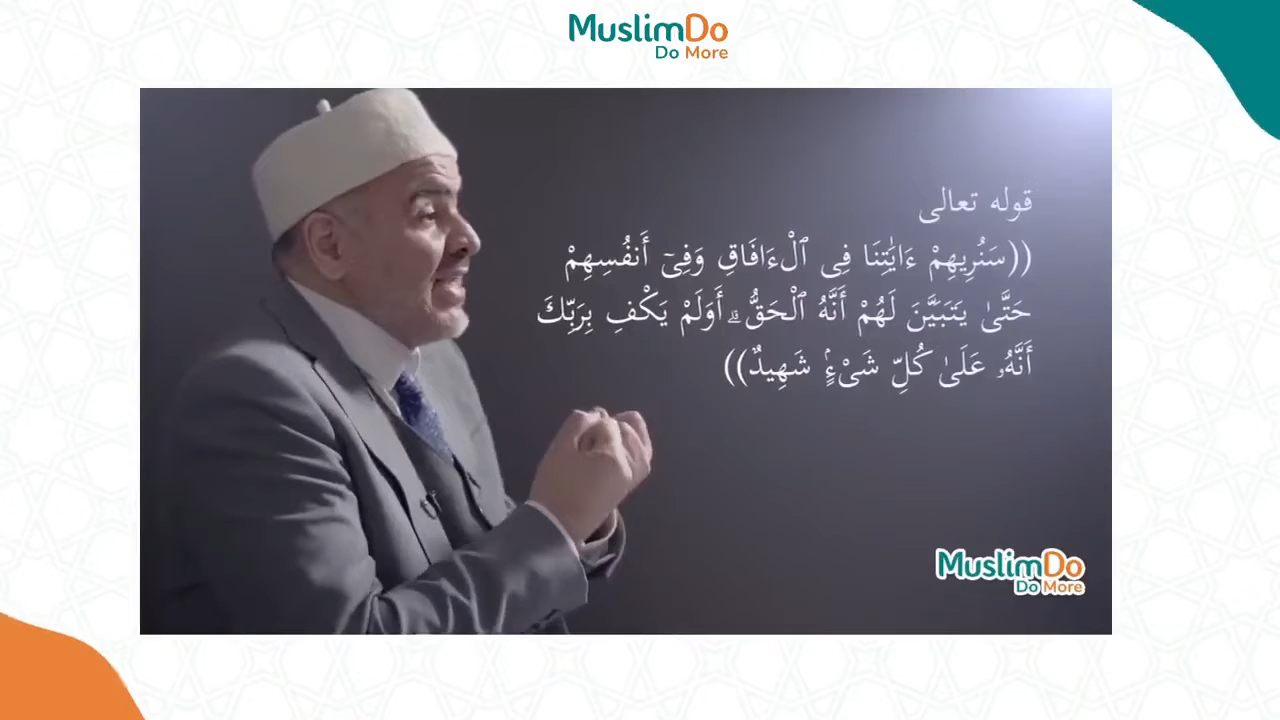 MuslimDo
Do More
قوله تعالى
((سَنُرِيهِمْ ءَايَٰتِنَا فِى ٱلْءَافَاقِ وَفِىٓ أَنفُسِهِمْ
حَتَّىٰ يَتَبَيَّنَ لَهُمْ أَنَّهُ ٱلْحَقُّ ۗ أَوَلَمْ يَكْفِ بِرَبِّكَ
أَنَّهُۥ عَلَىٰ كُلِّ شَىْءٍۢ شَهِيدٌ))
MuslimDo
Do More